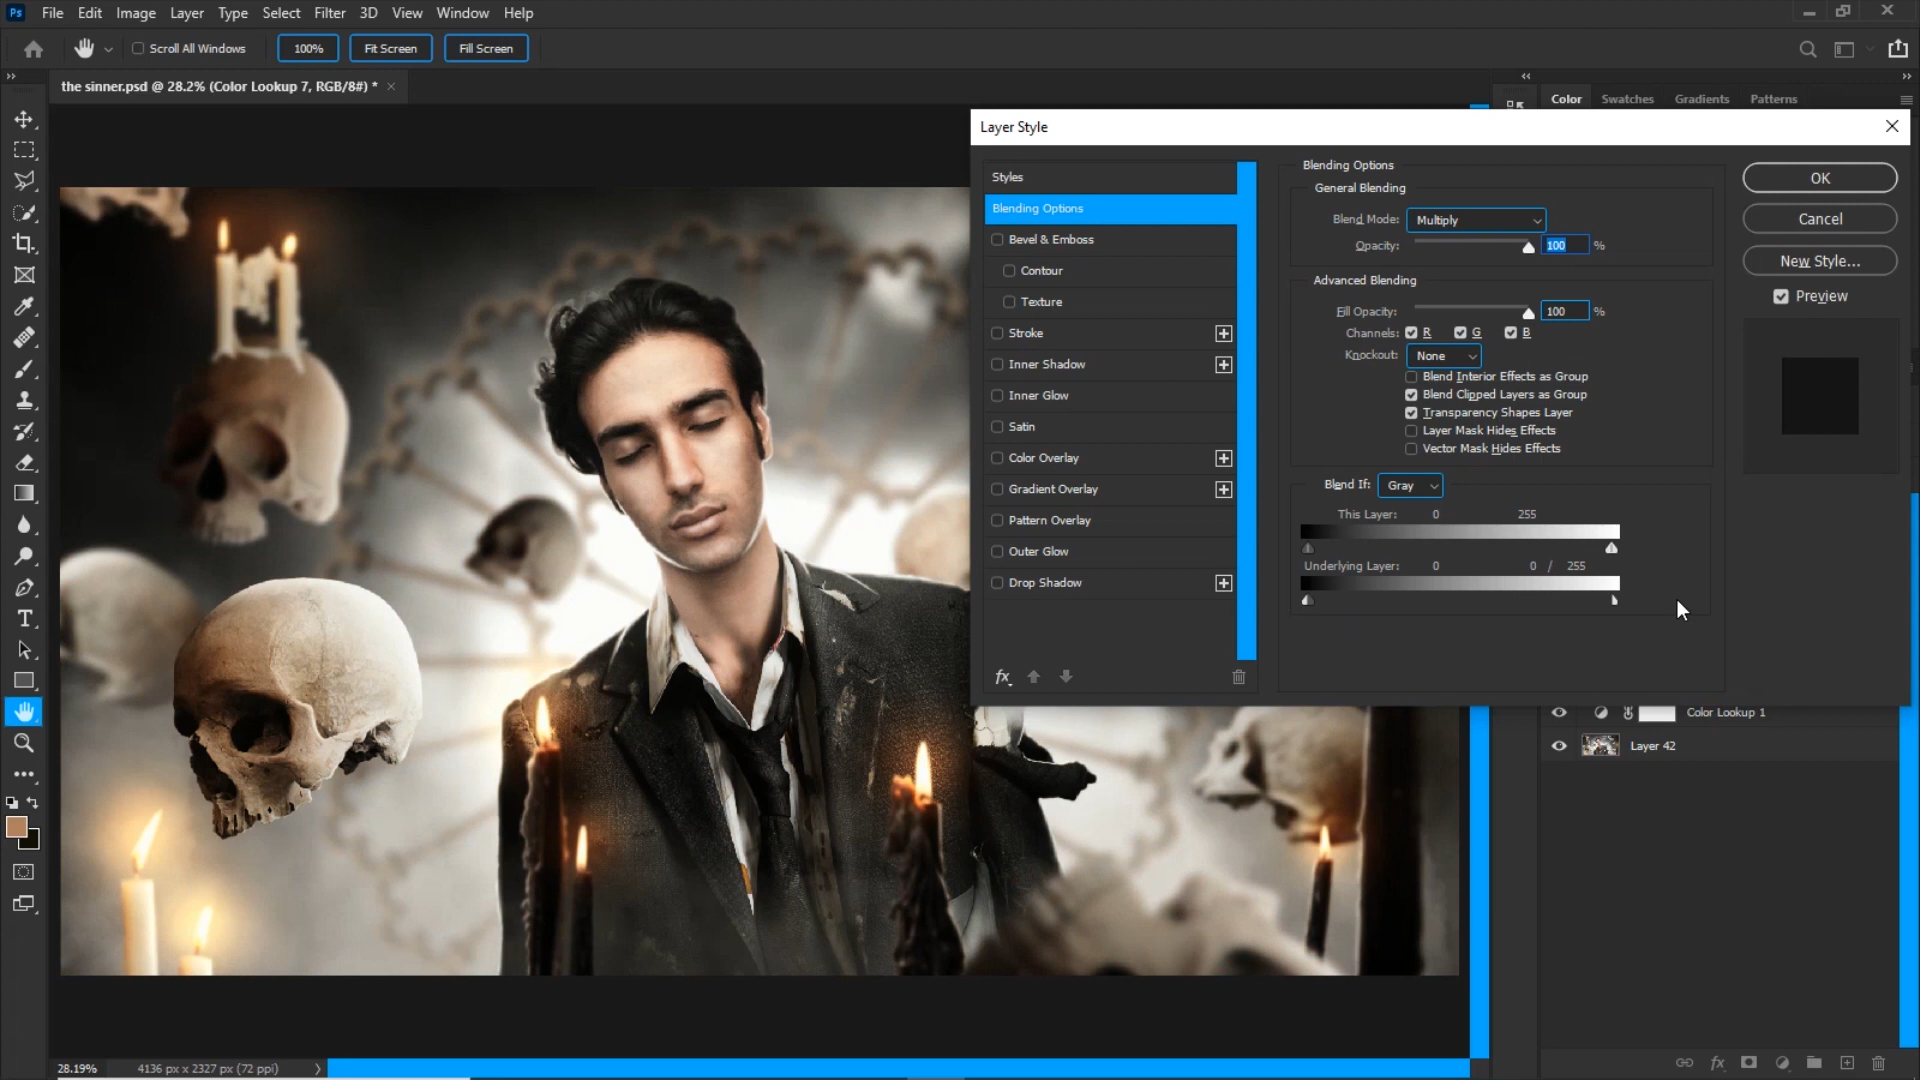 Ps File Edit Image Layer Type Select Filter 3D View Window Help
Scroll All Windows 100% Fit Screen Fill Screen
the sinner.psd @ 28.2% (Color Lookup 7, RGB/8#) *
Color Swatches Gradients Patterns
Layer Style
Styles
Blending Options
Bevel & Emboss
Contour
Texture
Stroke
Inner Shadow
Inner Glow
Satin
Color Overlay
Gradient Overlay
Pattern Overlay
Outer Glow
Drop Shadow
fx
Blending Options
General Blending
Blend Mode: Multiply
Opacity: 100 %
Advanced Blending
Fill Opacity: 100 %
Channels: R G B
Knockout: None
Blend Interior Effects as Group
Blend Clipped Layers as Group
Transparency Shapes Layer
Layer Mask Hides Effects
Vector Mask Hides Effects
Blend If: Gray
This Layer: 0 255
Underlying Layer: 0 0 / 255
OK
Cancel
New Style...
Preview
Color Lookup 1
Layer 42
28.19% 4136 px x 2327 px (72 ppi)
fx